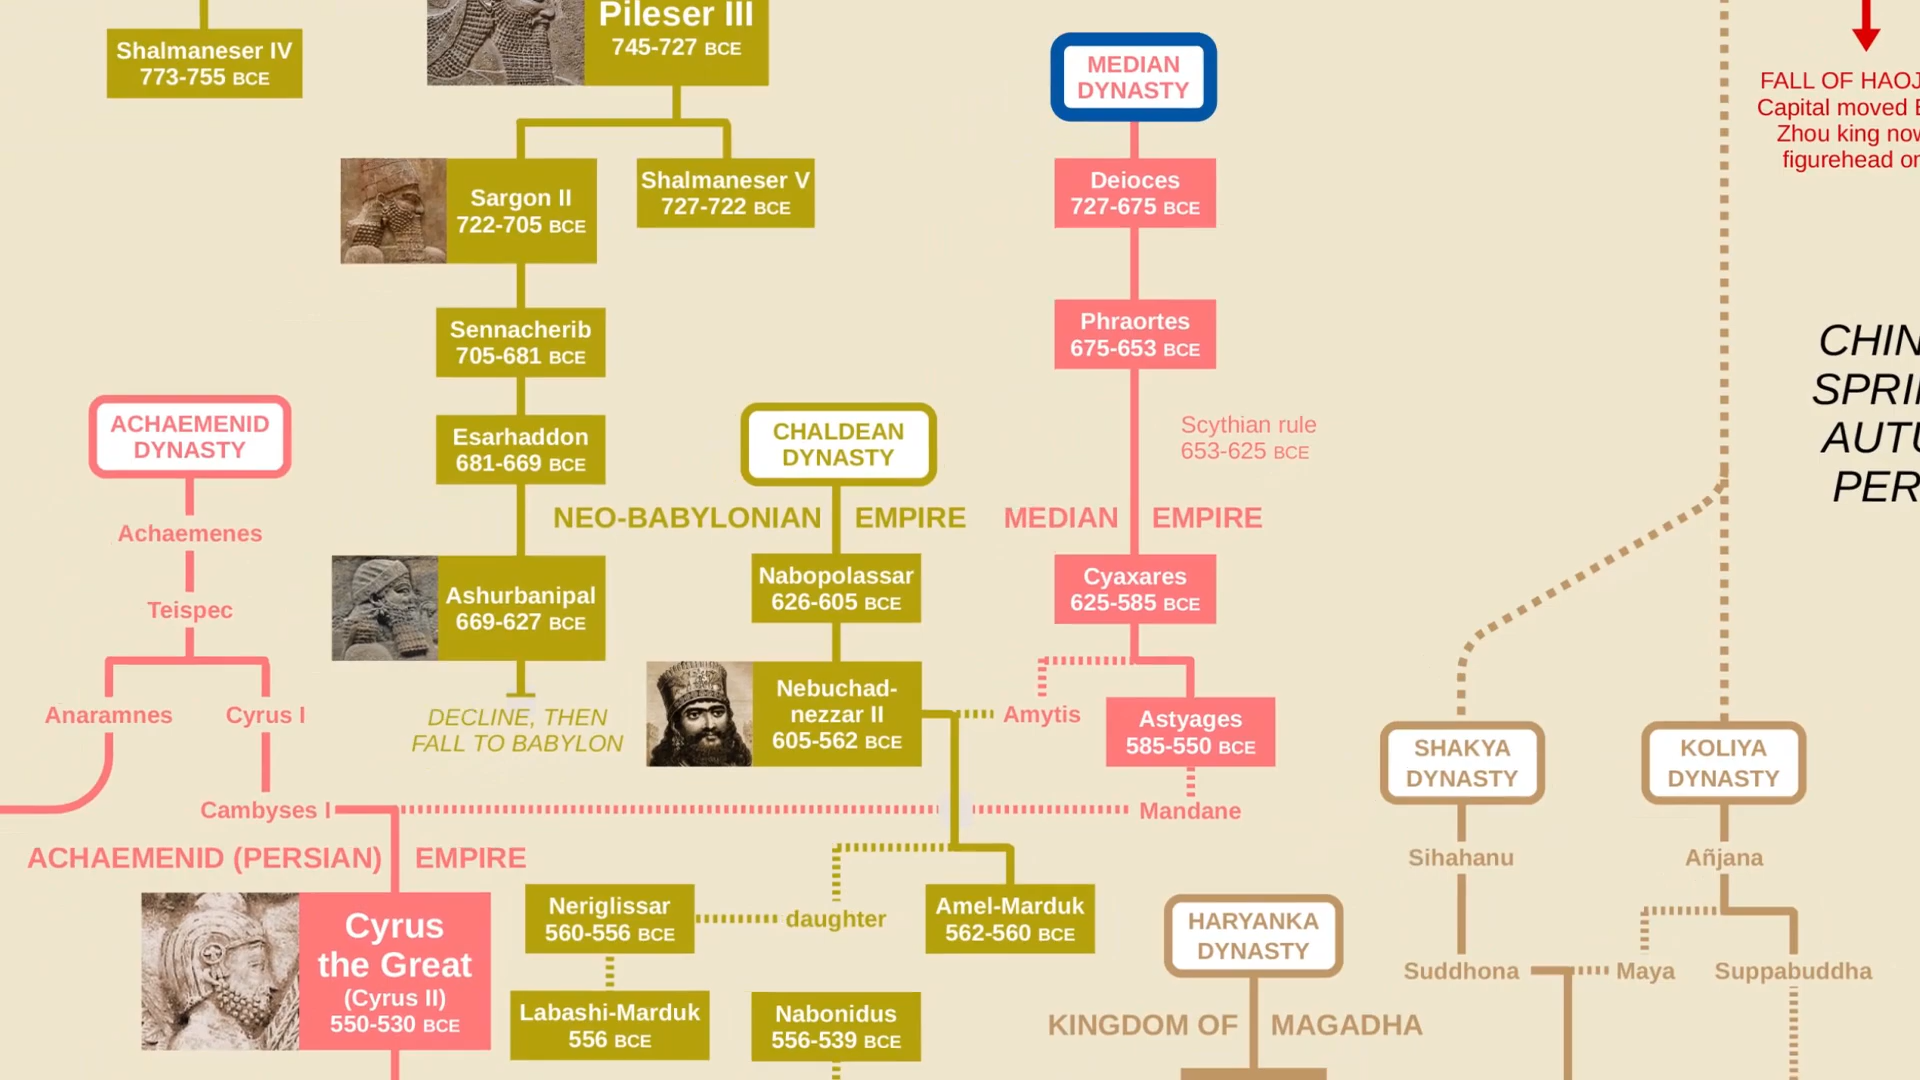 Pileser III
745-727 BCE
Shalmaneser IV
773-755 BCE
MEDIAN
DYNASTY
FALL OF
Capital moved
Zhou king
figurehead
Sargon II
722-705 BCE
Shalmaneser V
727-722 BCE
Deioces
727-675 BCE
Sennacherib
705-681 BCE
Phraortes
675-653 BCE
ACHAEMENID
DYNASTY
Esarhaddon
681-669 BCE
CHALDEAN
DYNASTY
Scythian rule
653-625 BCE
NEO-BABYLONIAN EMPIRE
MEDIAN EMPIRE
Achaemenes
Teispec
Ashurbanipal
669-627 BCE
Nabopolassar
626-605 BCE
Cyaxares
625-585 BCE
Anaramnes
Cyrus I
DECLINE, THEN
FALL TO BABYLON
Nebuchad-
nezzar II
605-562 BCE
Amytis
Astyages
585-550 BCE
SHAKYA
DYNASTY
KOLIYA
DYNASTY
Cambyses I
Mandane
ACHAEMENID (PERSIAN) EMPIRE
Sihahanu
Añjana
Cyrus
the Great
(Cyrus II)
550-530 BCE
Neriglissar
560-556 BCE
daughter
Amel-Marduk
562-560 BCE
HARYANKA
DYNASTY
Suddhona
Maya
Suppabuddha
Labashi-Marduk
556 BCE
Nabonidus
556-539 BCE
KINGDOM OF MAGADHA